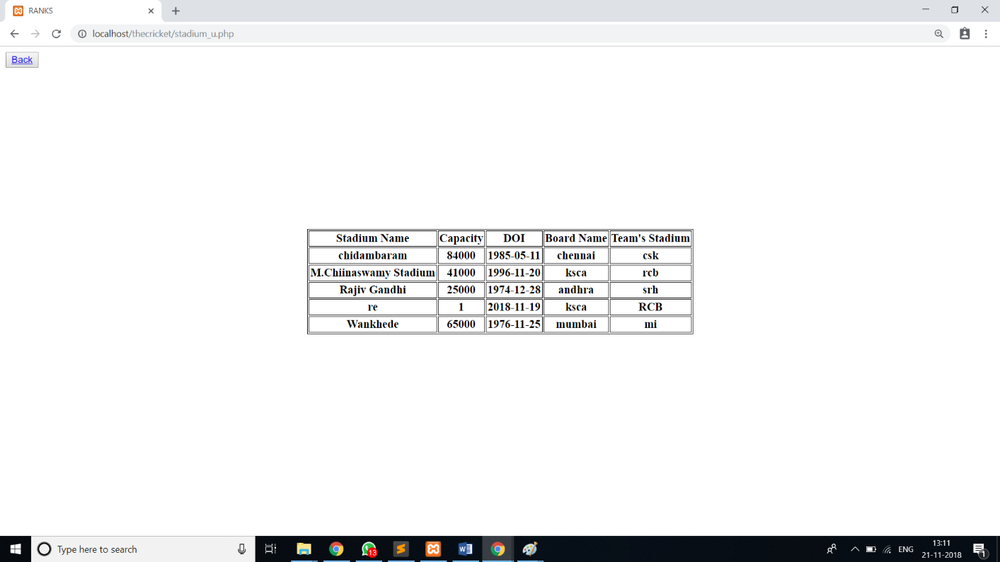 RANKS
localhost/thecricket/stadium_u.php
Back
Stadium Name Capacity DOI Board Name Team's Stadium
chidambaram 84000 1985-05-11 chennai csk
M.Chiinaswamy Stadium 41000 1996-11-20 ksca rcb
Rajiv Gandhi 25000 1974-12-28 andhra srh
re 1 2018-11-19 ksca RCB
Wankhede 65000 1976-11-25 mumbai mi
Type here to search 13 W ENG 13:11
21-11-2018 1